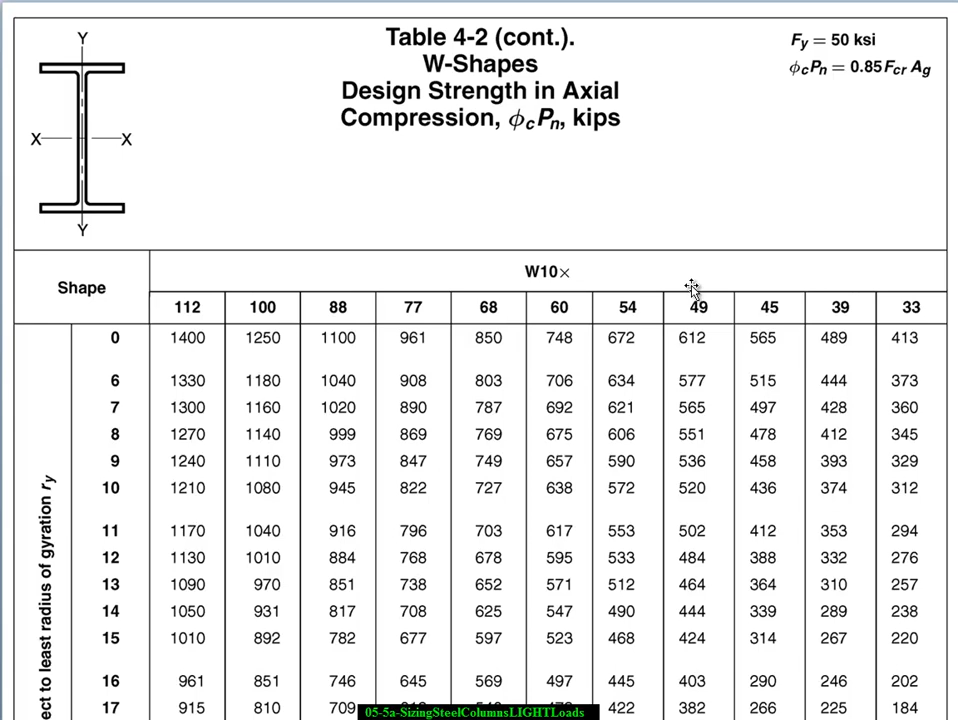 Table 4-2 (cont.).
W-Shapes
Design Strength in Axial
Compression, ϕcPn, kips
Fy = 50 ksi
ϕcPn = 0.85Fcr Ag
Y
X X
Y
Shape
W10×
112 100 88 77 68 60 54 49 45 39 33
0 1400 1250 1100 961 850 748 672 612 565 489 413
6 1330 1180 1040 908 803 706 634 577 515 444 373
7 1300 1160 1020 890 787 692 621 565 497 428 360
8 1270 1140 999 869 769 675 606 551 478 412 345
9 1240 1110 973 847 749 657 590 536 458 393 329
10 1210 1080 945 822 727 638 572 520 436 374 312
11 1170 1040 916 796 703 617 553 502 412 353 294
12 1130 1010 884 768 678 595 533 484 388 332 276
13 1090 970 851 738 652 571 512 464 364 310 257
14 1050 931 817 708 625 547 490 444 339 289 238
15 1010 892 782 677 597 523 468 424 314 267 220
16 961 851 746 645 569 497 445 403 290 246 202
17 915 810 709 422 382 266 225 184
ect to least radius of gyration ry
05-5a-SizingSteelColumnsLIGHTLoads